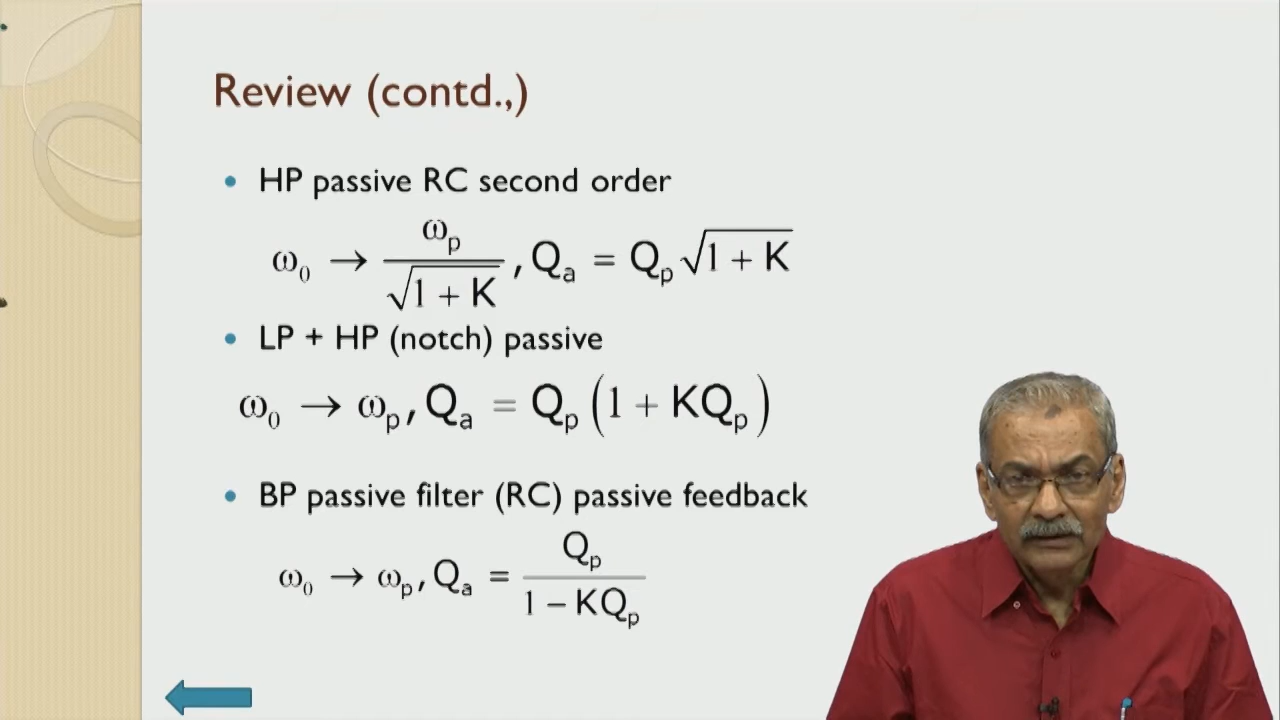 Review (contd.,)
• HP passive RC second order
ω₀ → ωₚ/√(1 + K), Qₐ = Qₚ√(1 + K)
• LP + HP (notch) passive
ω₀ → ωₚ, Qₐ = Qₚ(1 + KQₚ)
• BP passive filter (RC) passive feedback
ω₀ → ωₚ, Qₐ = Qₚ/(1 − KQₚ)